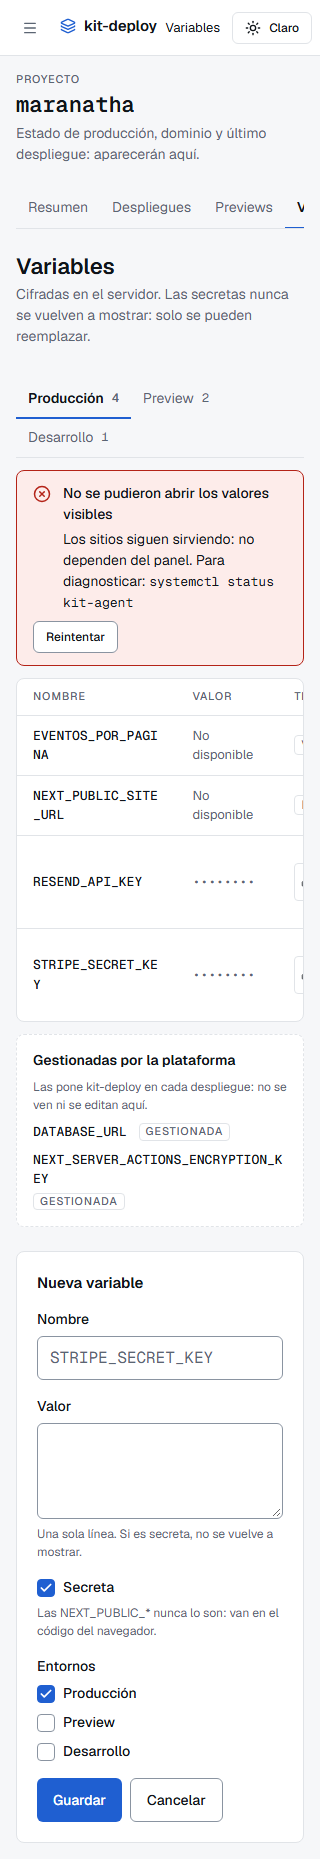 kit-deploy Variables Claro
PROYECTO
maranatha
Estado de producción, dominio y último
despliegue: aparecerán aquí.
Resumen Despliegues Previews
Variables
Cifradas en el servidor. Las secretas nunca
se vuelven a mostrar: solo se pueden
reemplazar.
Producción 4 Preview 2
Desarrollo 1
No se pudieron abrir los valores
visibles
Los sitios siguen sirviendo: no
dependen del panel. Para
diagnosticar: systemctl status
kit-agent
Reintentar
NOMBRE VALOR
EVENTOS_POR_PAGI
NA
No
disponible
NEXT_PUBLIC_SITE
_URL
No
disponible
RESEND_API_KEY ••••••••
STRIPE_SECRET_KE
Y
••••••••
Gestionadas por la plataforma
Las pone kit-deploy en cada despliegue: no se
ven ni se editan aquí.
DATABASE_URL GESTIONADA
NEXT_SERVER_ACTIONS_ENCRYPTION_K
EY
GESTIONADA
Nueva variable
Nombre
STRIPE_SECRET_KEY
Valor
Una sola línea. Si es secreta, no se vuelve a
mostrar.
Secreta
Las NEXT_PUBLIC_* nunca lo son: van en el
código del navegador.
Entornos
Producción
Preview
Desarrollo
Guardar Cancelar